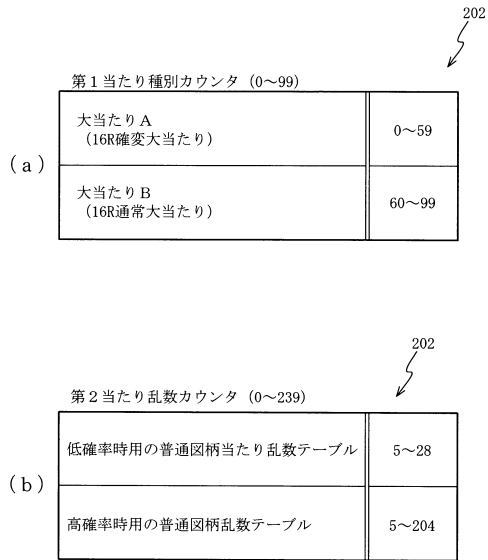 202
第1当たり種別カウンタ（0～99）
大当たりA
（16R確変大当たり）
0～59
(a)
大当たりB
（16R通常大当たり）
60～99
202
第2当たり乱数カウンタ（0～239）
低確率時用の普通図柄当たり乱数テーブル
5～28
(b)
高確率時用の普通図柄乱数テーブル
5～204